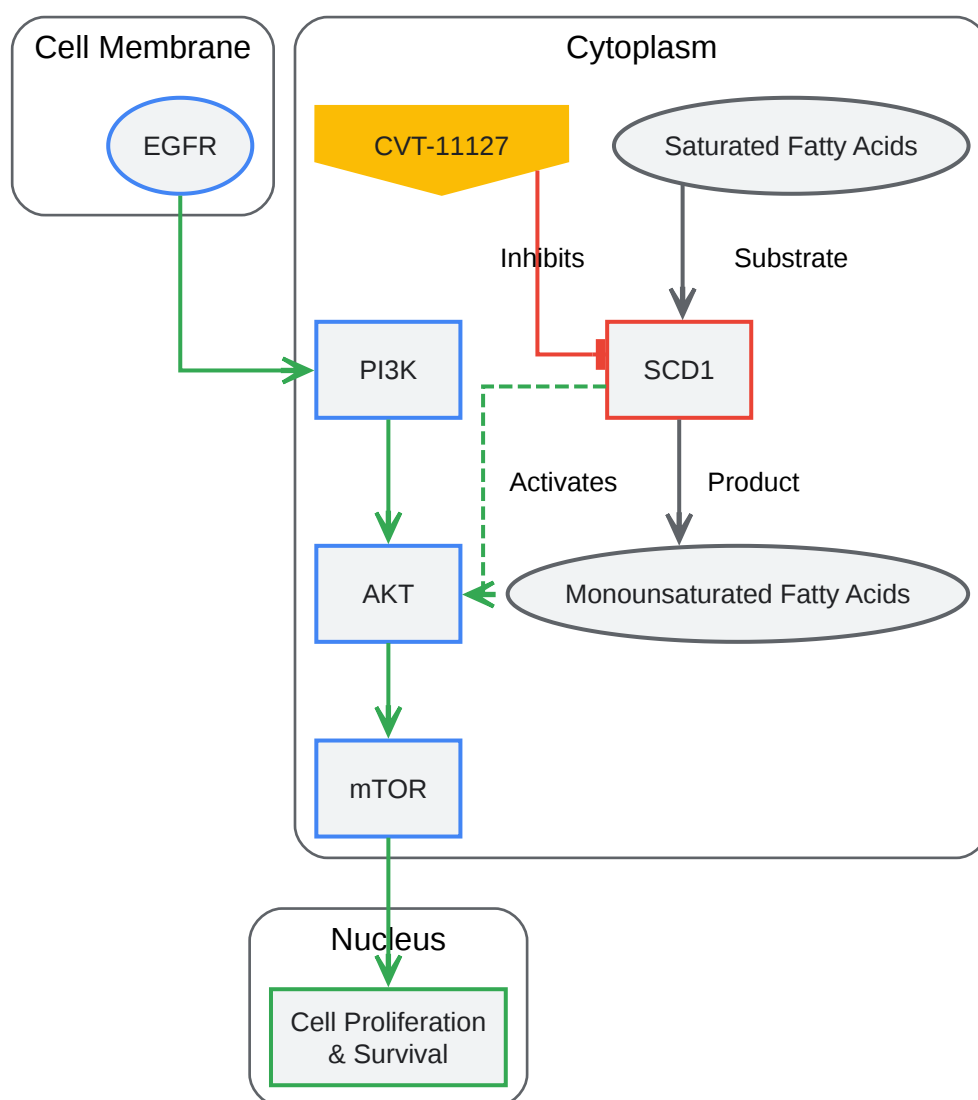 Cell Membrane
Cytoplasm
EGFR
CVT-11127
Saturated Fatty Acids
Inhibits
Substrate
PI3K
SCD1
Activates
Product
AKT
Monounsaturated Fatty Acids
mTOR
Nucleus
Cell Proliferation
& Survival